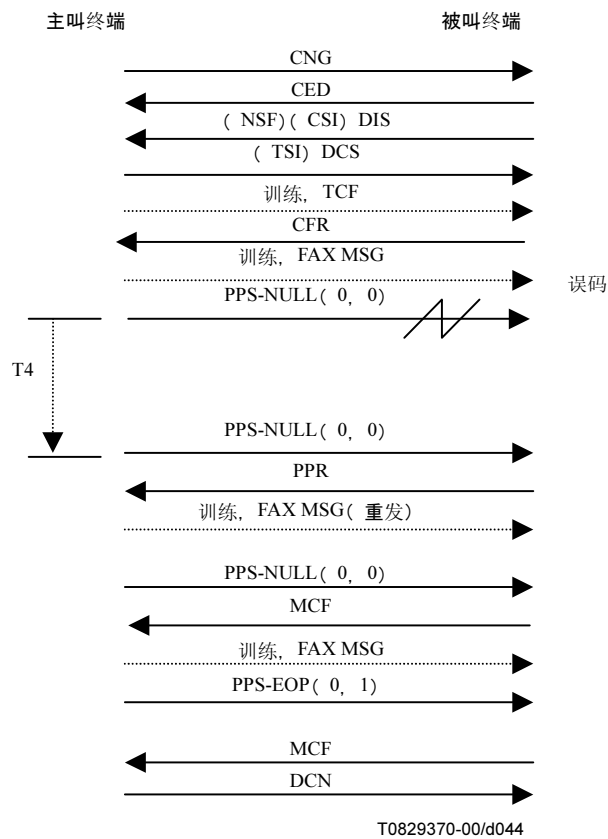 主叫终端 被叫终端
CNG
CED
( NSF)( CSI) DIS
( TSI) DCS
训练, TCF
CFR
训练, FAX MSG
误码
PPS-NULL( 0, 0)
T4
PPS-NULL( 0, 0)
PPR
训练, FAX MSG( 重发)
PPS-NULL( 0, 0)
MCF
训练, FAX MSG
PPS-EOP( 0, 1)
MCF
DCN
T0829370-00/d044